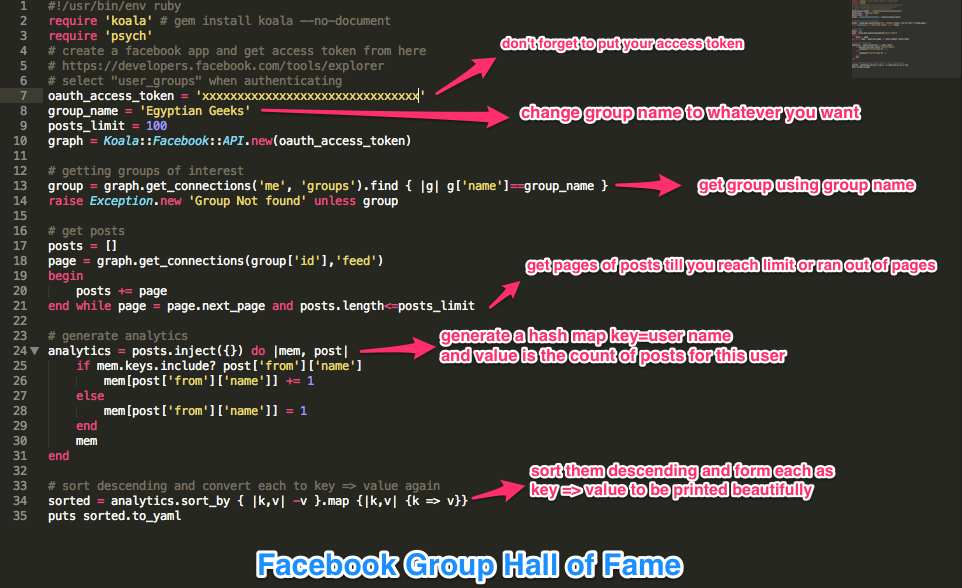 1 #!/usr/bin/env ruby
2 require 'koala' # gem install koala --no-document
3 require 'psych'
4 # create a facebook app and get access token from here
don't forget to put your access token
5 # https://developers.facebook.com/tools/explorer
6 # select "user_groups" when authenticating
7 oauth_access_token = 'xxxxxxxxxxxxxxxxxxxxxxxxxxxxxxx'
8 group_name = 'Egyptian Geeks'
change group name to whatever you want
9 posts_limit = 100
10 graph = Koala::Facebook::API.new(oauth_access_token)
11
12 # getting groups of interest
13 group = graph.get_connections('me', 'groups').find { |g| g['name']==group_name }
get group using group name
14 raise Exception.new 'Group Not found' unless group
15
16 # get posts
17 posts = []
18 page = graph.get_connections(group['id'],'feed')
get pages of posts till you reach limit or ran out of pages
19 begin
20 posts += page
21 end while page = page.next_page and posts.length<=posts_limit
22
23 # generate analytics
generate a hash map key=user name
24 analytics = posts.inject({}) do |mem, post|
and value is the count of posts for this user
25 if mem.keys.include? post['from']['name']
26 mem[post['from']['name']] += 1
27 else
28 mem[post['from']['name']] = 1
29 end
30 mem
31 end
32
sort them descending and form each as
33 # sort descending and convert each to key => value again
key => value to be printed beautifully
34 sorted = analytics.sort_by { |k,v| -v }.map {|k,v| {k => v}}
35 puts sorted.to_yaml
Facebook Group Hall of Fame